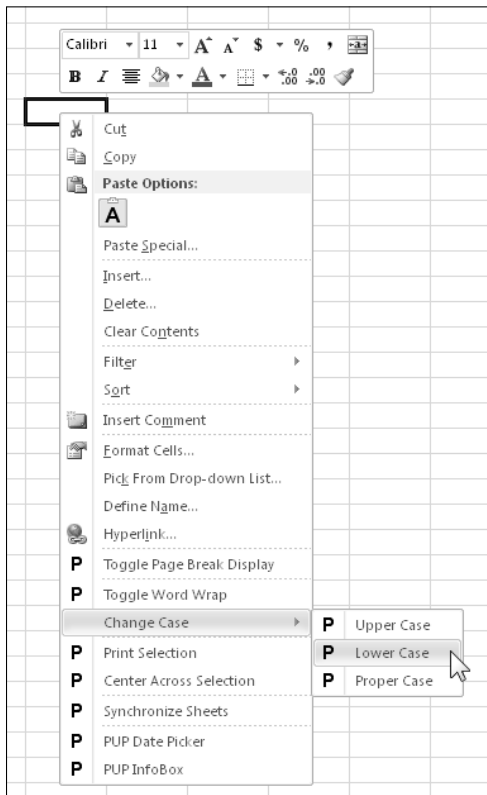 Calibri 11 A A $ % ,
B I A
Cut
Copy
Paste Options:
A
Paste Special...
Insert...
Delete...
Clear Contents
Filter
Sort
Insert Comment
Format Cells...
Pick From Drop-down List...
Define Name...
Hyperlink...
P Toggle Page Break Display
P Toggle Word Wrap
Change Case
P Upper Case
P Print Selection
P Lower Case
P Center Across Selection
P Proper Case
P Synchronize Sheets
P PUP Date Picker
P PUP InfoBox